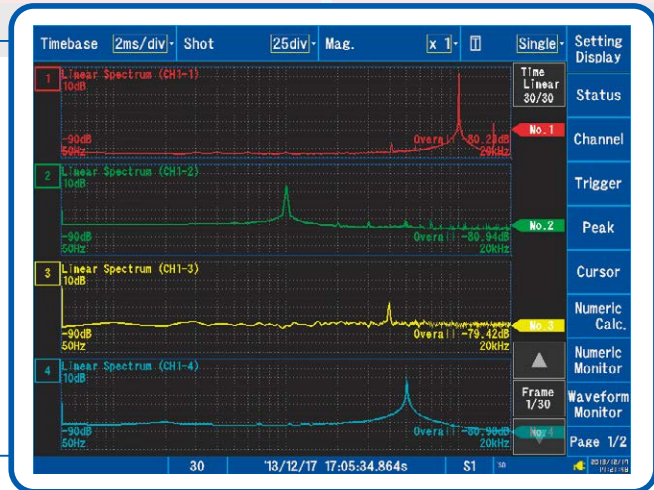 Timebase 2ms/div Shot 25div Mag. x 1 Single
Setting
Display
Status
Channel
Trigger
Peak
Cursor
Numeric
Calc.
Numeric
Monitor
Waveform
Monitor
Page 1/2
Time
Linear
30/30
1 Linear Spectrum (CH1-1)
10dB
-90dB
50Hz
Overall -80.21dB
20kHz
No.1
2 Linear Spectrum (CH1-2)
10dB
-90dB
50Hz
Overall -80.94dB
20kHz
No.2
3 Linear Spectrum (CH1-3)
10dB
-90dB
50Hz
Overall -79.42dB
20kHz
No.3
4 Linear Spectrum (CH1-4)
10dB
-90dB
50Hz
Overall
20kHz
No.4
Frame
1/30
30 '13/12/17 17:05:34.864s S1 30